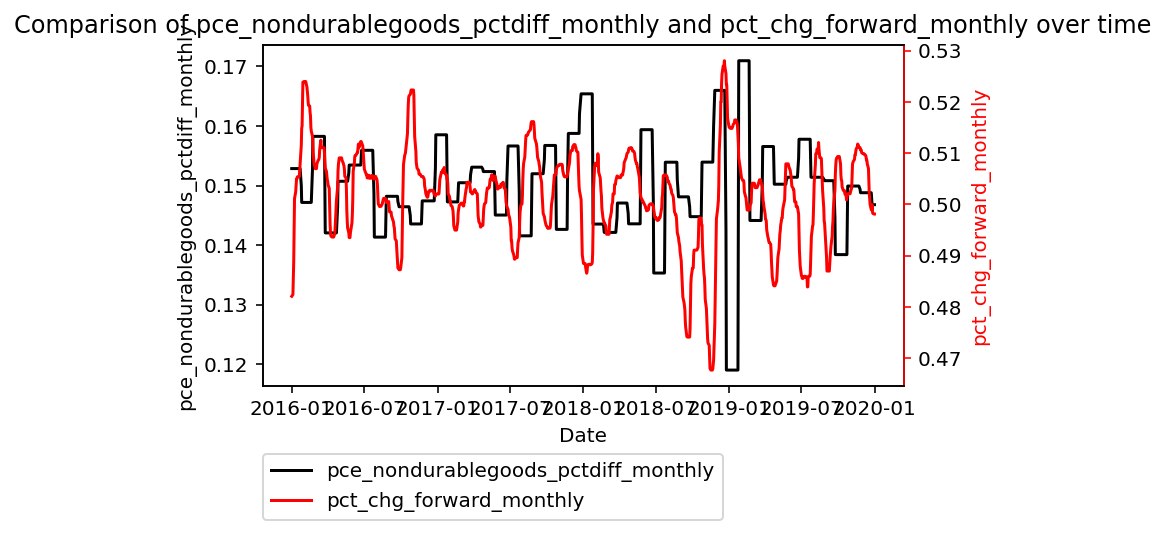 Comparison of pce_nondurablegoods_pctdiff_monthly and pct_chg_forward_monthly over time
pce_nondurablegoods_pctdiff_monthly
0.17
0.16
0.15
0.14
0.13
0.12
0.53
0.52
0.51
0.50
0.49
0.48
0.47
pct_chg_forward_monthly
2016-01 2016-07 2017-01 2017-07 2018-01 2018-07 2019-01 2019-07 2020-01
Date
pce_nondurablegoods_pctdiff_monthly
pct_chg_forward_monthly